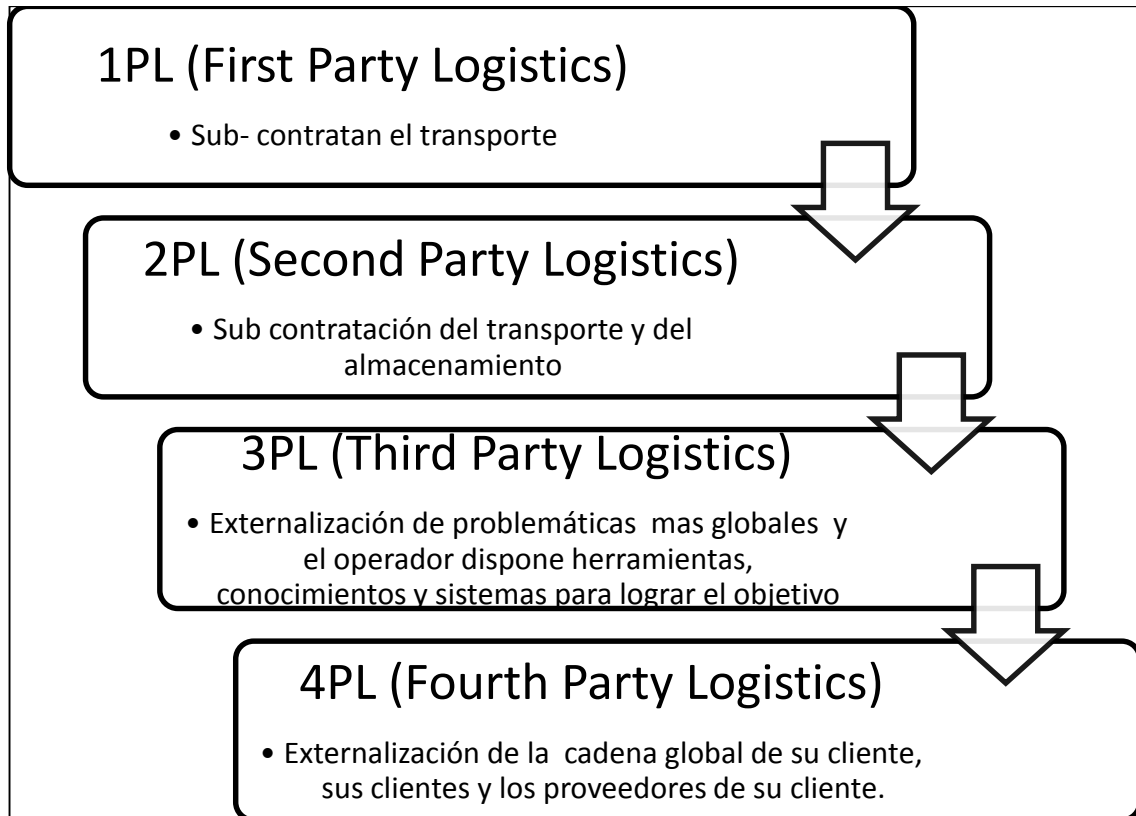 1PL (First Party Logistics)
• Sub- contratan el transporte
2PL (Second Party Logistics)
• Sub contratación del transporte y del
almacenamiento
3PL (Third Party Logistics)
• Externalización de problemáticas mas globales y
el operador dispone herramientas,
conocimientos y sistemas para lograr el objetivo
4PL (Fourth Party Logistics)
• Externalización de la cadena global de su cliente,
sus clientes y los proveedores de su cliente.